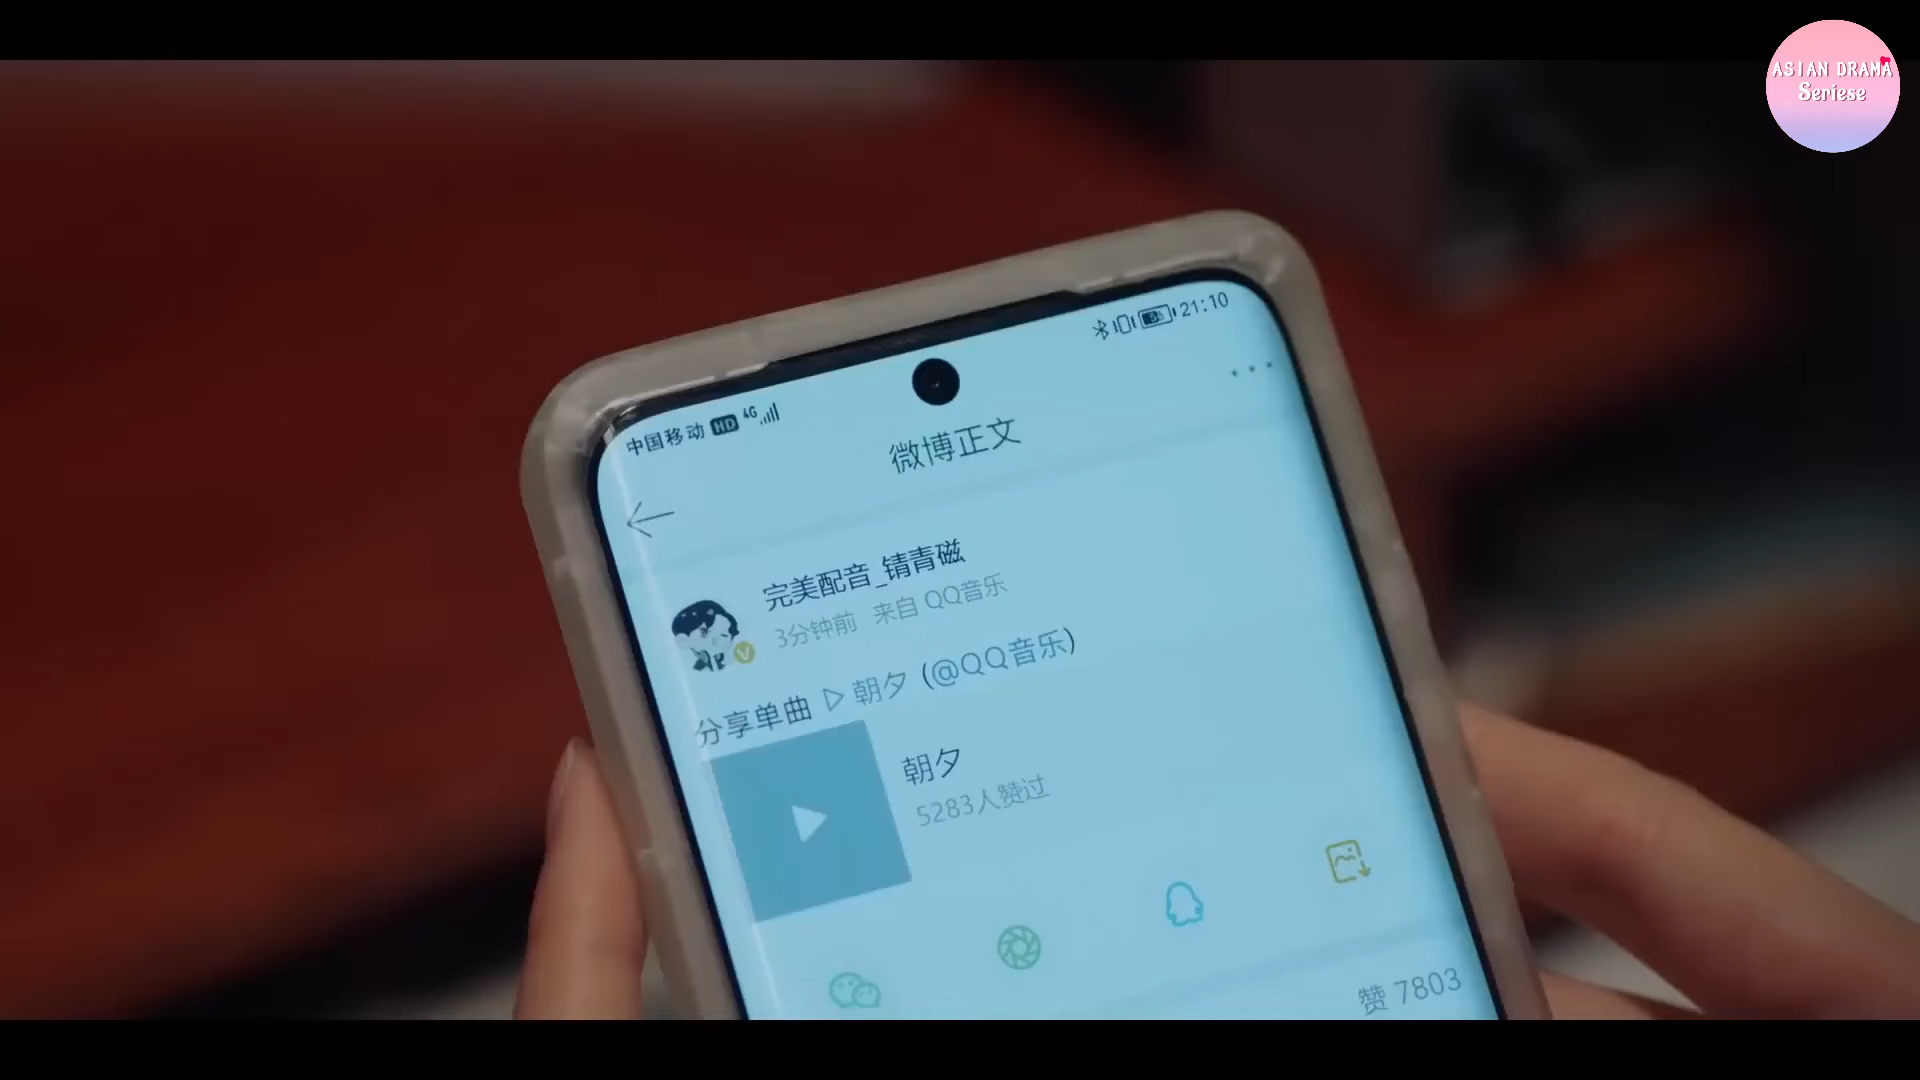 ASIAN DRAMA
Seriese
中国移动 HD 4G
21:10
微博正文
完美配音_锖青磁
3分钟前 来自 QQ音乐
分享单曲 ▷ 朝夕 (@QQ音乐)
朝夕
5283人赞过
赞 7803